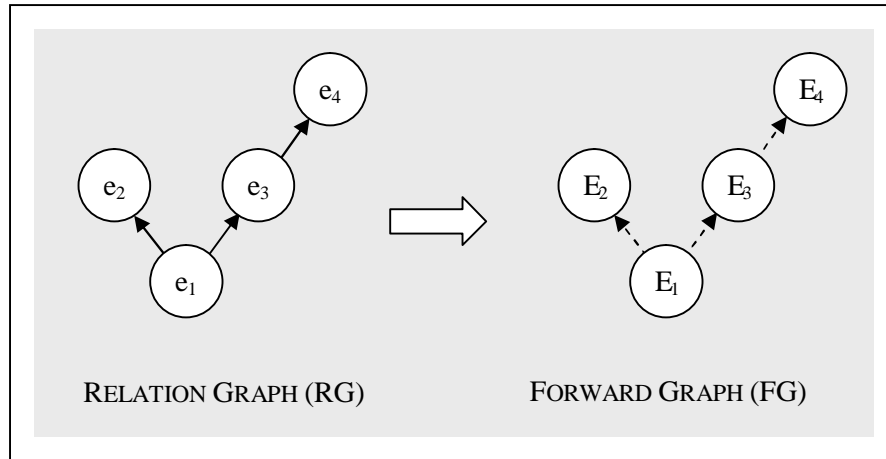 e₄
E₄
e₂
e₃
E₂
E₃
e₁
E₁
RELATION GRAPH (RG)
FORWARD GRAPH (FG)